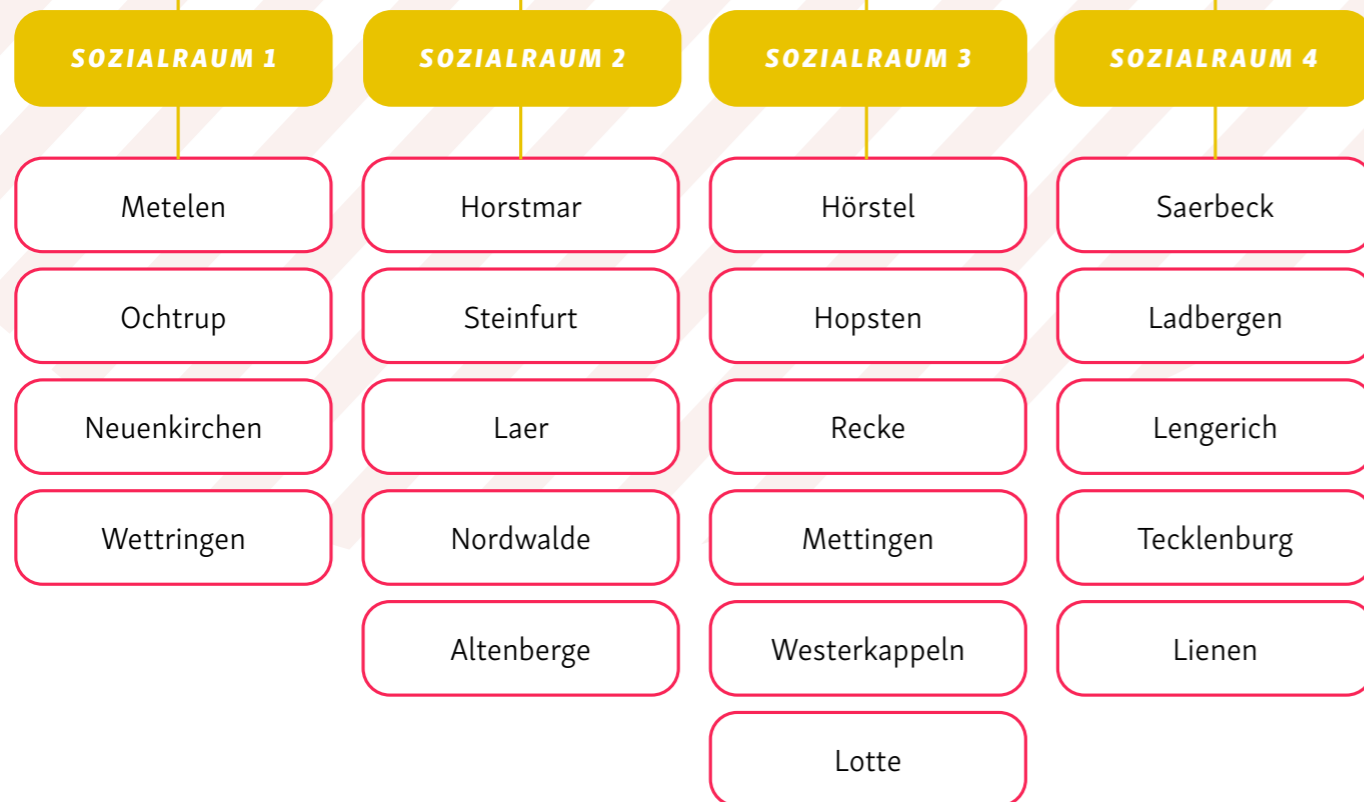 SOZIALRAUM 1
Metelen
Ochtrup
Neuenkirchen
Wettringen
SOZIALRAUM 2
Horstmar
Steinfurt
Laer
Nordwalde
Altenberge
SOZIALRAUM 3
Hörstel
Hopsten
Recke
Mettingen
Westerkappeln
Lotte
SOZIALRAUM 4
Saerbeck
Ladbergen
Lengerich
Tecklenburg
Lienen